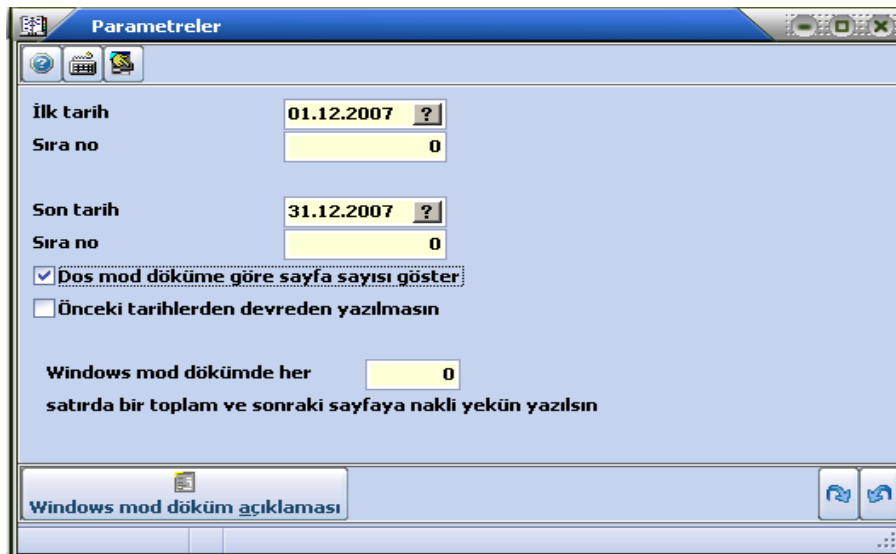 Parametreler
İlk tarih 01.12.2007 ?
Sıra no 0
Son tarih 31.12.2007 ?
Sıra no 0
Dos mod döküme göre sayfa sayısı göster
Önceki tarihlerden devreden yazılmasın
Windows mod dökümde her 0
satırda bir toplam ve sonraki sayfaya nakli yekün yazılsın
Windows mod döküm açıklaması